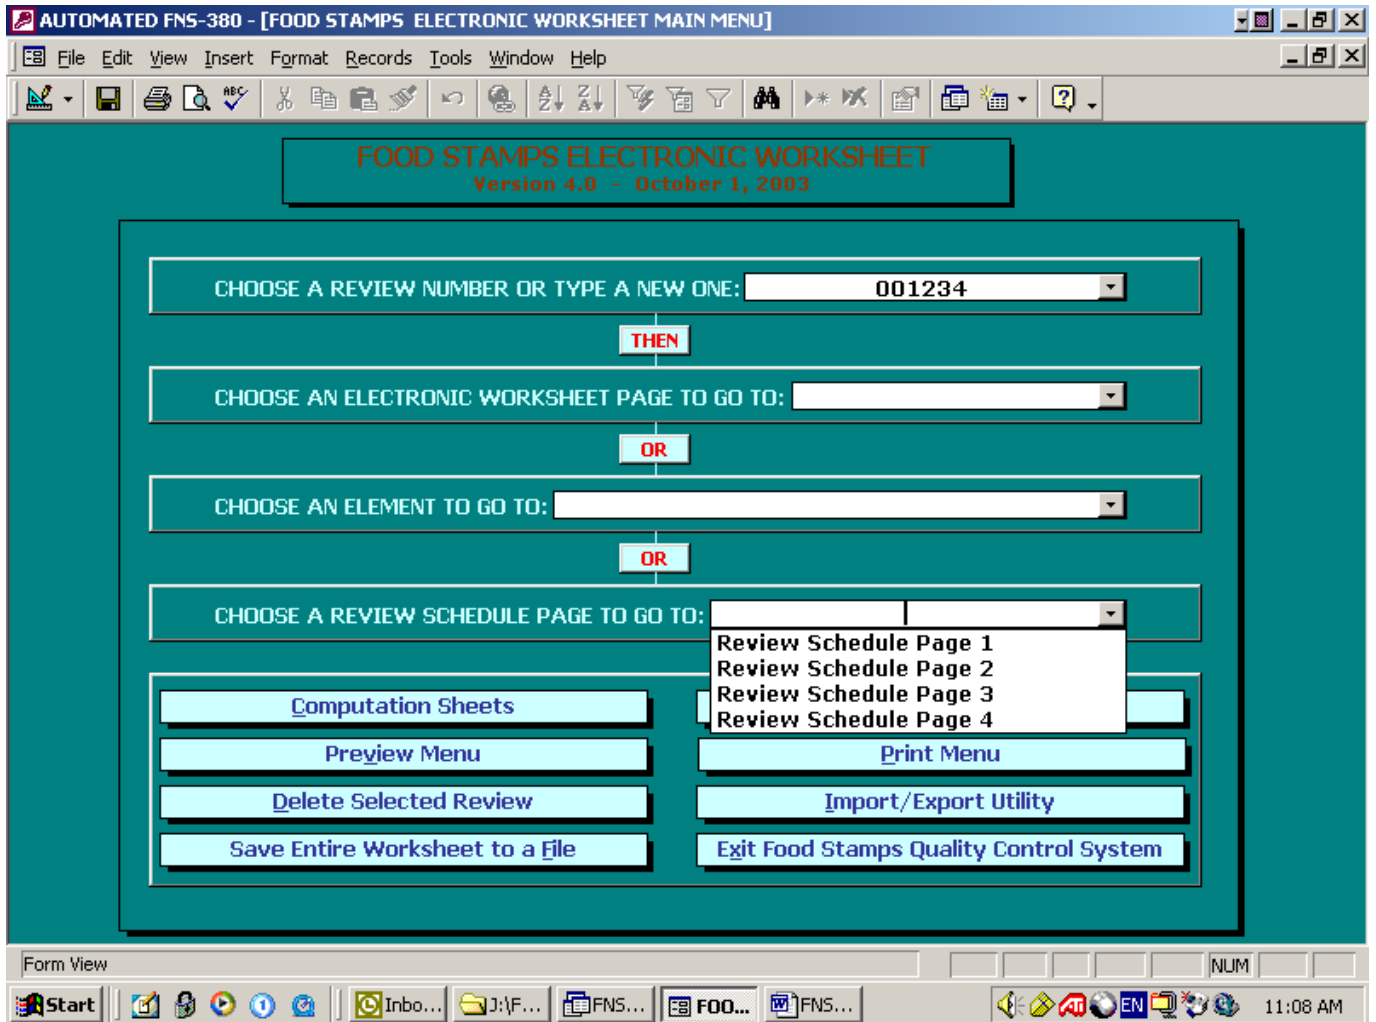 AUTOMATED FNS-380 - [FOOD STAMPS  ELECTRONIC WORKSHEET MAIN MENU]
File Edit View Insert Format Records Tools Window Help
FOOD STAMPS ELECTRONIC WORKSHEET
Version 4.0 - October 1, 2003
CHOOSE A REVIEW NUMBER OR TYPE A NEW ONE: 001234
THEN
CHOOSE AN ELECTRONIC WORKSHEET PAGE TO GO TO:
OR
CHOOSE AN ELEMENT TO GO TO:
OR
CHOOSE A REVIEW SCHEDULE PAGE TO GO TO:
Review Schedule Page 1
Review Schedule Page 2
Review Schedule Page 3
Review Schedule Page 4
Computation Sheets
Preview Menu Print Menu
Delete Selected Review Import/Export Utility
Save Entire Worksheet to a File Exit Food Stamps Quality Control System
Form View NUM
Start Inbo... J:\F... FNS... FOO... FNS... EN 11:08 AM